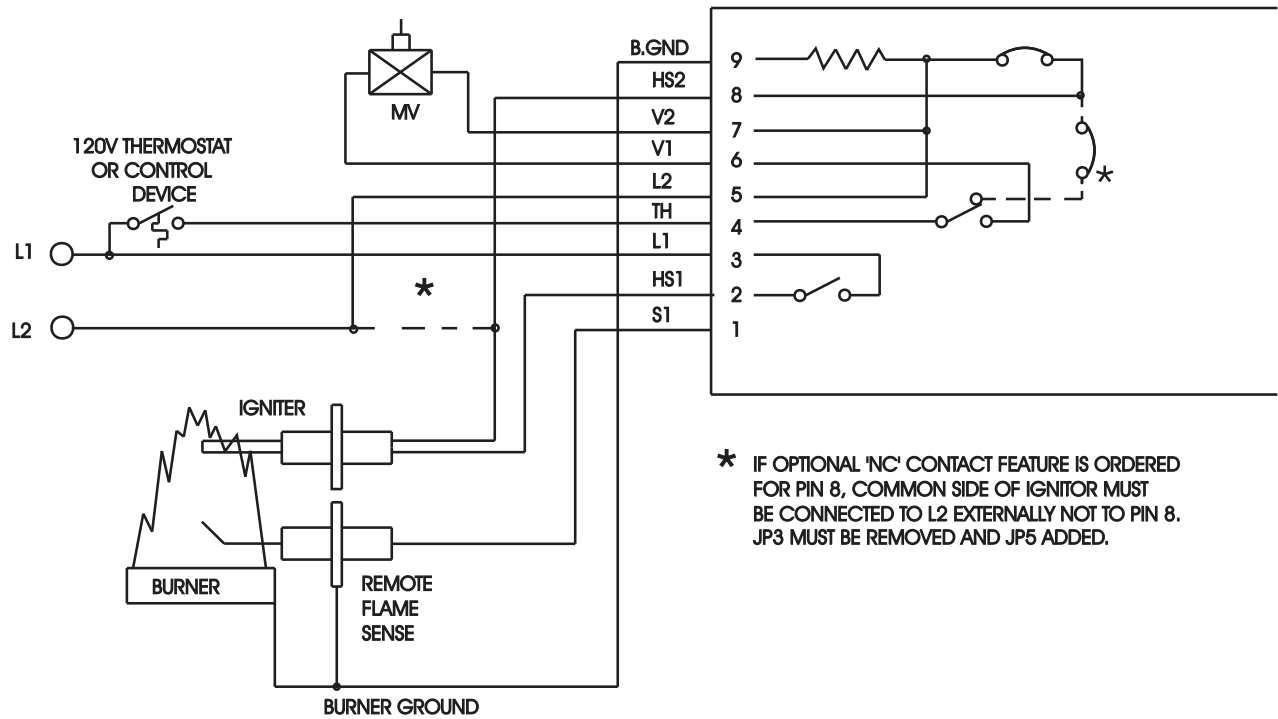 B.GND
9
HS2
8
MV
V2
7
120V THERMOSTAT
OR CONTROL
DEVICE
V1
6
L2
5
*
TH
4
L1
L1
3
*
HS1
2
L2
S1
1
IGNITER
* IF OPTIONAL 'NC' CONTACT FEATURE IS ORDERED
FOR PIN 8, COMMON SIDE OF IGNITOR MUST
BE CONNECTED TO L2 EXTERNALLY NOT TO PIN 8.
JP3 MUST BE REMOVED AND JP5 ADDED.
BURNER
REMOTE
FLAME
SENSE
BURNER GROUND